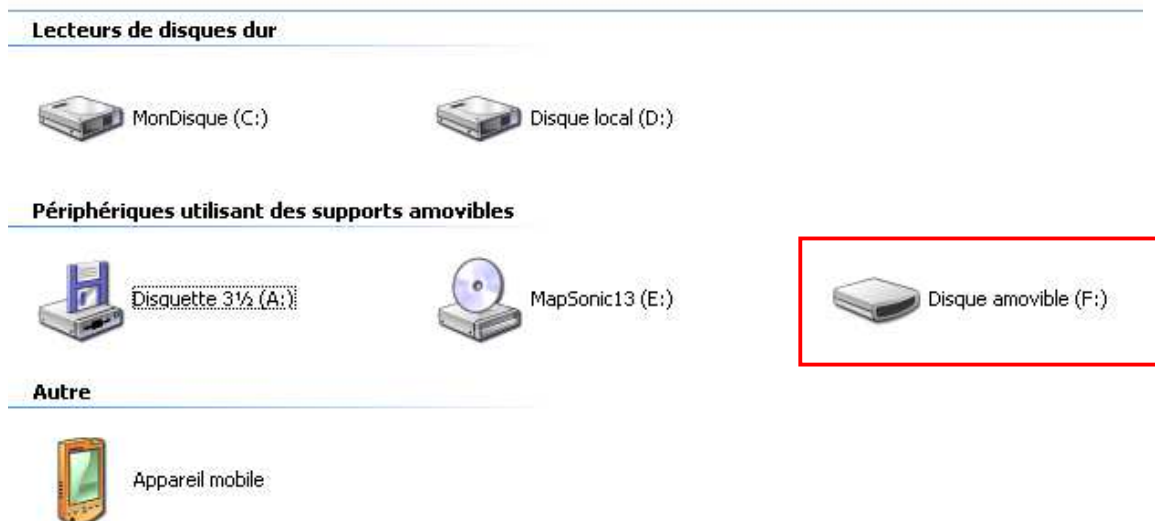 Lecteurs de disques dur
MonDisque (C:)
Disque local (D:)
Périphériques utilisant des supports amovibles
Disquette 3½ (A:)
MapSonic13 (E:)
Disque amovible (F:)
Autre
Appareil mobile